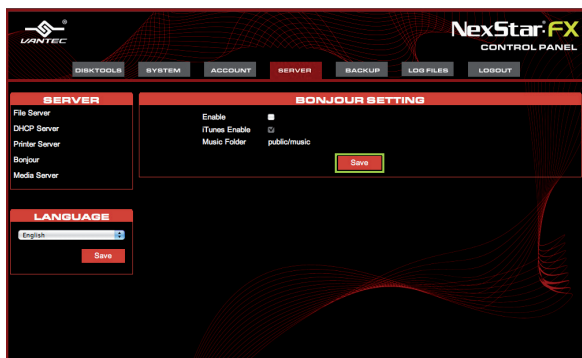 VANTEC
NexStar FX
CONTROL PANEL
DISKTOOLS SYSTEM ACCOUNT SERVER BACKUP LOG FILES LOGOUT
SERVER
File Server
DHCP Server
Printer Server
Bonjour
Media Server
BONJOUR SETTING
Enable
iTunes Enable
Music Folder public/music
Save
LANGUAGE
English
Save